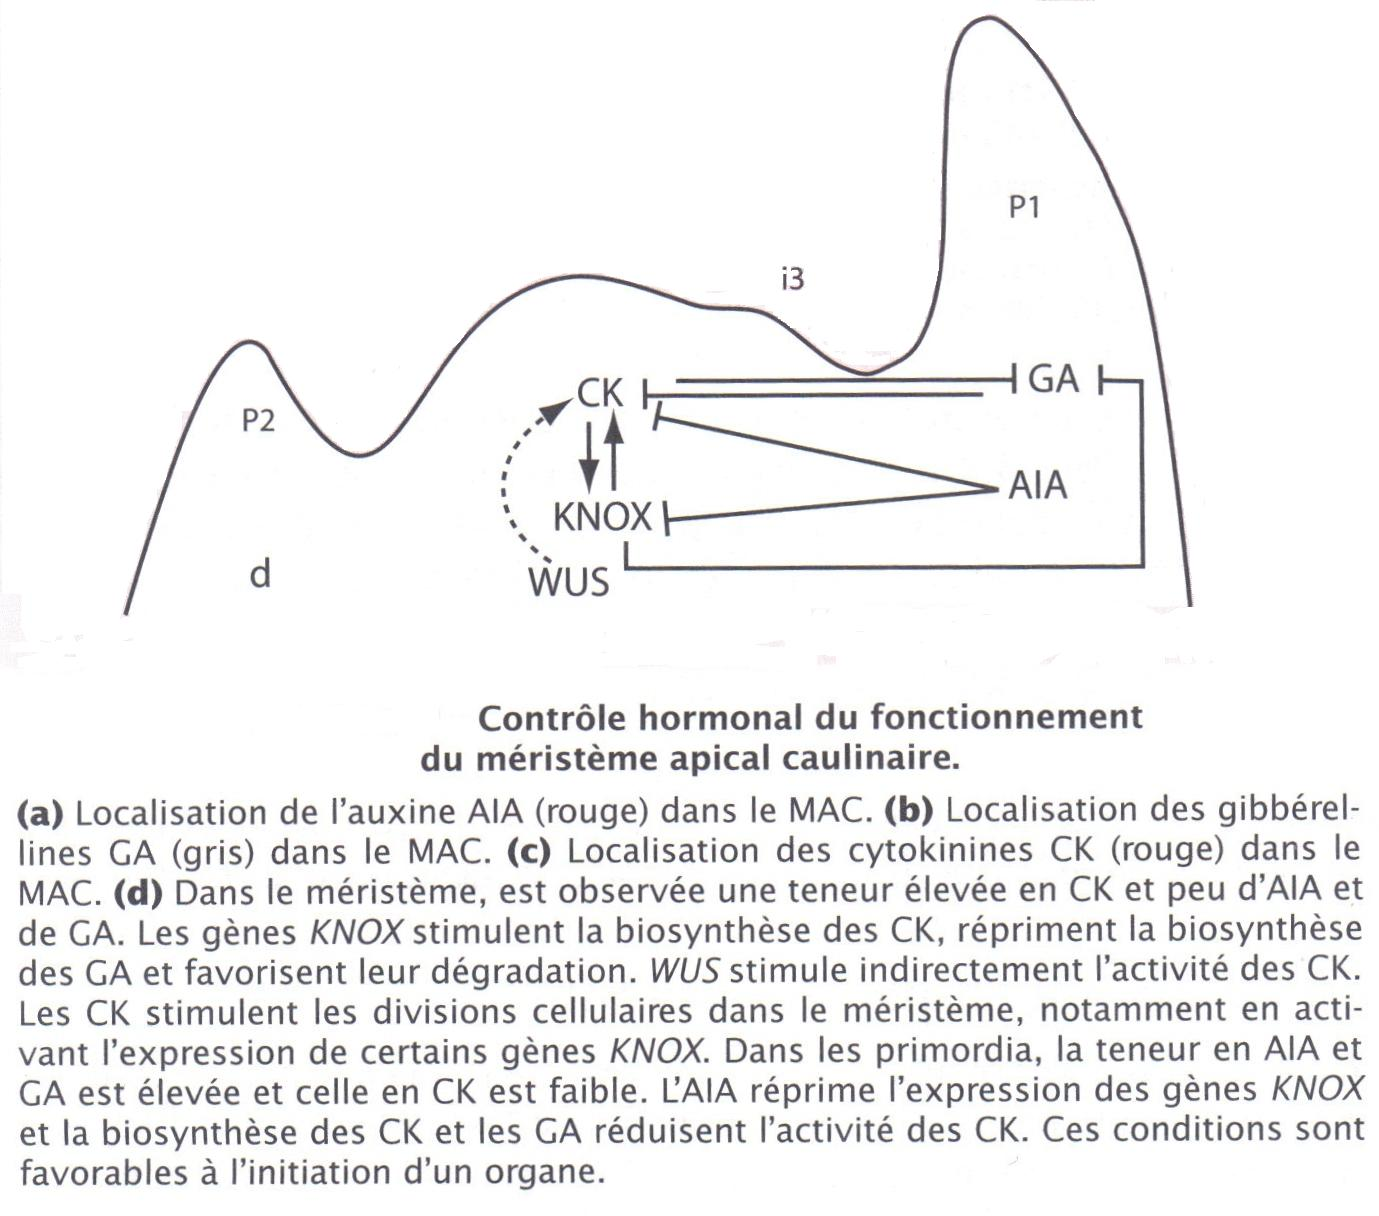 P1
i3
CK
GA
P2
AIA
KNOX
d
WUS
Contrôle hormonal du fonctionnement
du méristème apical caulinaire.
(a) Localisation de l'auxine AIA (rouge) dans le MAC. (b) Localisation des gibbérel-
lines GA (gris) dans le MAC. (c) Localisation des cytokinines CK (rouge) dans le
MAC. (d) Dans le méristème, est observée une teneur élevée en CK et peu d'AIA et
de GA. Les gènes KNOX stimulent la biosynthèse des CK, répriment la biosynthèse
des GA et favorisent leur dégradation. WUS stimule indirectement l'activité des CK.
Les CK stimulent les divisions cellulaires dans le méristème, notamment en acti-
vant l'expression de certains gènes KNOX. Dans les primordia, la teneur en AIA et
GA est élevée et celle en CK est faible. L'AIA réprime l'expression des gènes KNOX
et la biosynthèse des CK et les GA réduisent l'activité des CK. Ces conditions sont
favorables à l'initiation d'un organe.